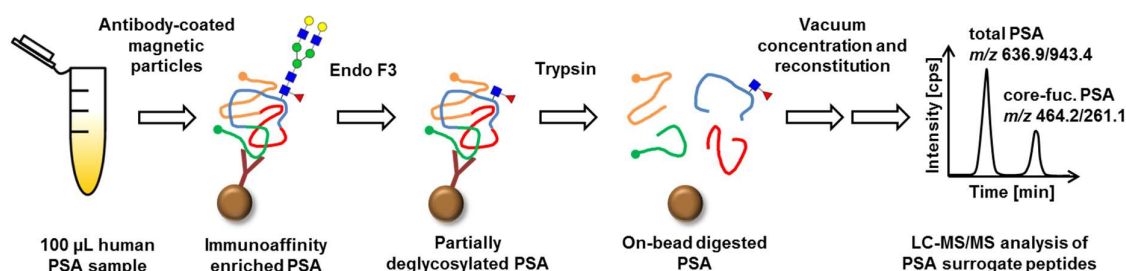 Antibody-coated
magnetic
particles
Endo F3
Trypsin
Vacuum
concentration and
reconstitution
total PSA
m/z 636.9/943.4
core-fuc. PSA
m/z 464.2/261.1
Intensity [cps]
Time [min]
100 µL human
PSA sample
Immunoaffinity
enriched PSA
Partially
deglycosylated PSA
On-bead digested
PSA
LC-MS/MS analysis of
PSA surrogate peptides